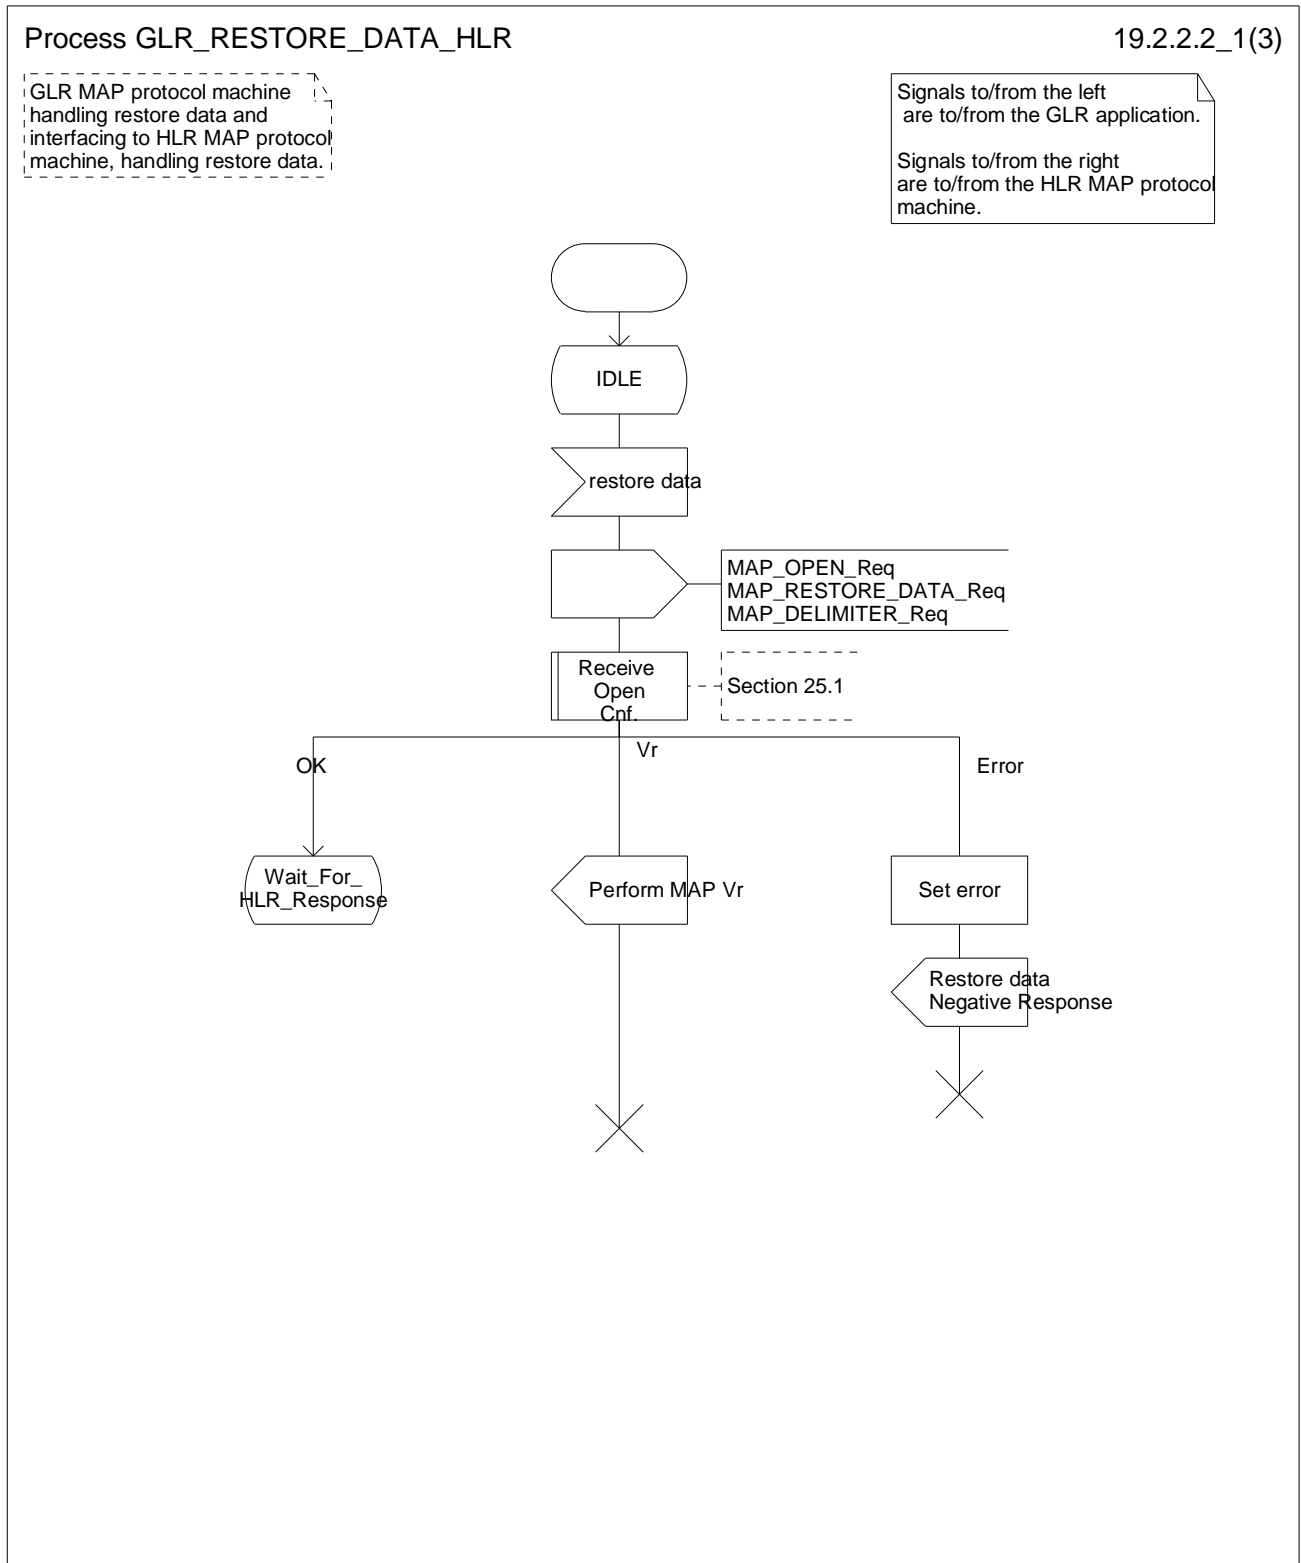 Process GLR_RESTORE_DATA_HLR
19.2.2.2_1(3)
GLR MAP protocol machine
handling restore data and
interfacing to HLR MAP protocol
machine, handling restore data.
Signals to/from the left
are to/from the GLR application.
Signals to/from the right
are to/from the HLR MAP protocol
machine.
IDLE
restore data
MAP_OPEN_Req
MAP_RESTORE_DATA_Req
MAP_DELIMITER_Req
Receive
Open
Cnf.
Section 25.1
OK
Vr
Error
Wait_For_
HLR_Response
Perform MAP Vr
Set error
Restore data
Negative Response